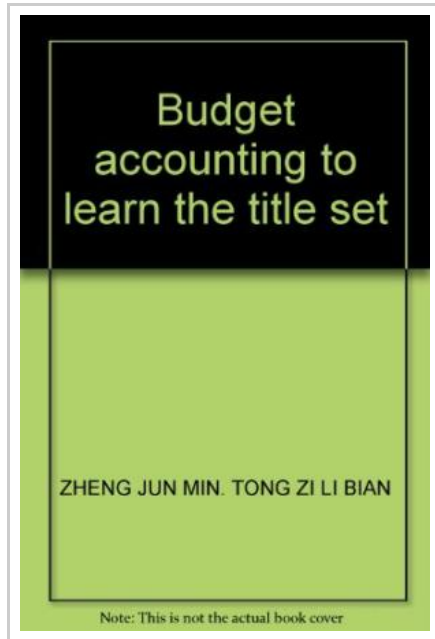 Budget
accounting to
learn the title set
ZHENG JUN MIN. TONG ZI LI BIAN
Note: This is not the actual book cover